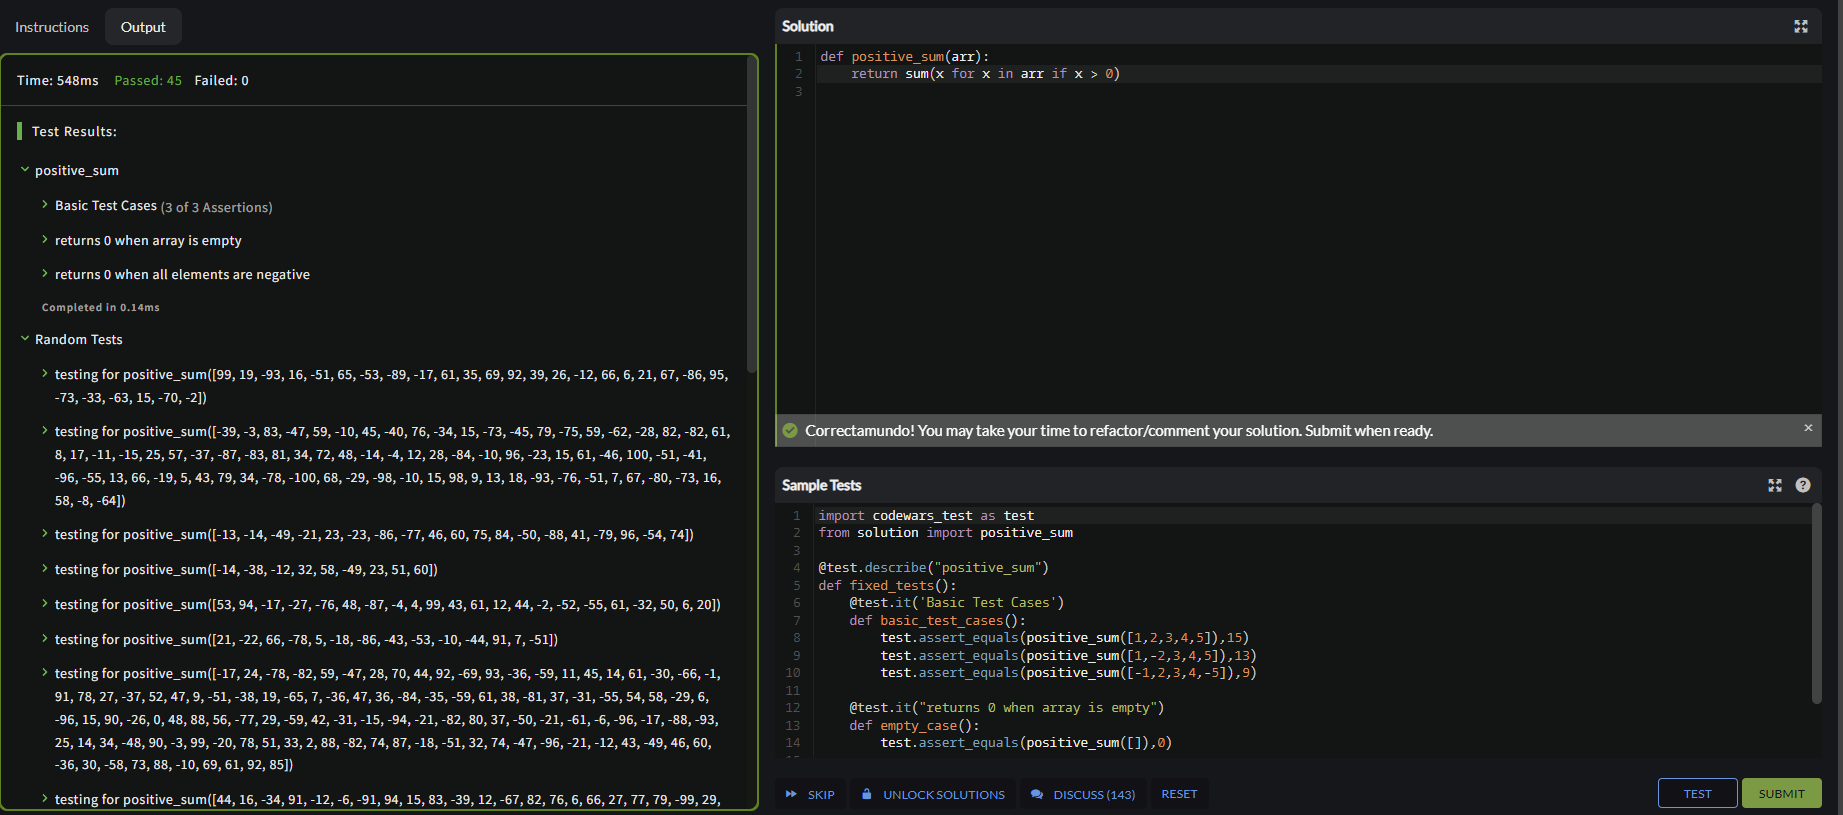 Instructions
Output
Time: 548ms Passed: 45 Failed: 0
Test Results:
positive_sum
Basic Test Cases (3 of 3 Assertions)
returns 0 when array is empty
returns 0 when all elements are negative
Completed in 0.14ms
Random Tests
testing for positive_sum([99, 19, -93, 16, -51, 65, -53, -89, -17, 61, 35, 69, 92, 39, 26, -12, 66, 6, 21, 67, -86, 95,
-73, -33, -63, 15, -70, -2])
testing for positive_sum([-39, -3, 83, -47, 59, -10, 45, -40, 76, -34, 15, -73, -45, 79, -75, 59, -62, -28, 82, -82, 61,
8, 17, -11, -15, 25, 57, -37, -87, -83, 81, 34, 72, 48, -14, -4, 12, 28, -84, -10, 96, -23, 15, 61, -46, 100, -51, -41,
-96, -55, 13, 66, -19, 5, 43, 79, 34, -78, -100, 68, -29, -98, -10, 15, 98, 9, 13, 18, -93, -76, -51, 7, 67, -80, -73, 16,
58, -8, -64])
testing for positive_sum([-13, -14, -49, -21, 23, -23, -86, -77, 46, 60, 75, 84, -50, -88, 41, -79, 96, -54, 74])
testing for positive_sum([-14, -38, -12, 32, 58, -49, 23, 51, 60])
testing for positive_sum([53, 94, -17, -27, -76, 48, -87, -4, 4, 99, 43, 61, 12, 44, -2, -52, -55, 61, -32, 50, 6, 20])
testing for positive_sum([21, -22, 66, -78, 5, -18, -86, -43, -53, -10, -44, 91, 7, -51])
testing for positive_sum([-17, 24, -78, -82, 59, -47, 28, 70, 44, 92, -69, 93, -36, -59, 11, 45, 14, 61, -30, -66, -1,
91, 78, 27, -37, 52, 47, 9, -51, -38, 19, -65, 7, -36, 47, 36, -84, -35, -59, 61, 38, -81, 37, -31, -55, 54, 58, -29, 6,
-96, 15, 90, -26, 0, 48, 88, 56, -77, 29, -59, 42, -31, -15, -94, -21, -82, 80, 37, -50, -21, -61, -6, -96, -17, -88, -93,
25, 14, 34, -48, 90, -3, 99, -20, 78, 51, 33, 2, 88, -82, 74, 87, -18, -51, 32, 74, -47, -96, -21, -12, 43, -49, 46, 60,
-36, 30, -58, 73, 88, -10, 69, 61, 92, 85])
testing for positive_sum([44, 16, -34, 91, -12, -6, -91, 94, 15, 83, -39, 12, -67, 82, 76, 6, 66, 27, 77, 79, -99, 29,
Solution
1 def positive_sum(arr):
2     return sum(x for x in arr if x > 0)
3
Correctamundo! You may take your time to refactor/comment your solution. Submit when ready.
Sample Tests
1 import codewars_test as test
2 from solution import positive_sum
3
4 @test.describe("positive_sum")
5 def fixed_tests():
6     @test.it('Basic Test Cases')
7     def basic_test_cases():
8         test.assert_equals(positive_sum([1,2,3,4,5]),15)
9         test.assert_equals(positive_sum([1,-2,3,4,5]),13)
10         test.assert_equals(positive_sum([-1,2,3,4,-5]),9)
11
12     @test.it("returns 0 when array is empty")
13     def empty_case():
14         test.assert_equals(positive_sum([]),0)
SKIP UNLOCK SOLUTIONS DISCUSS (143) RESET TEST SUBMIT